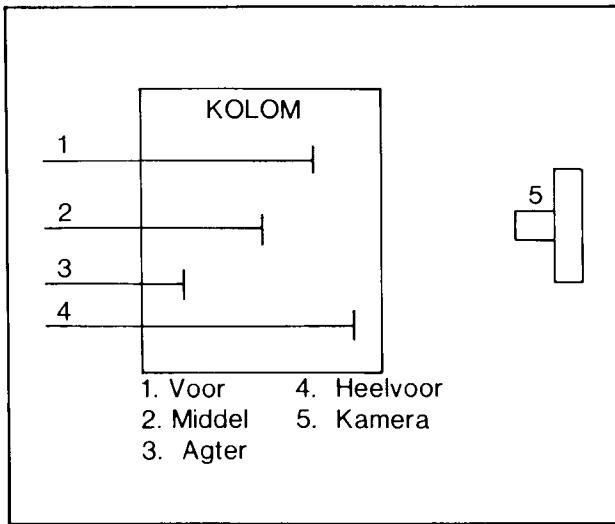 KOLOM
1
2
3
4
5
1. Voor 4. Heelvoor
2. Middel 5. Kamera
3. Agter